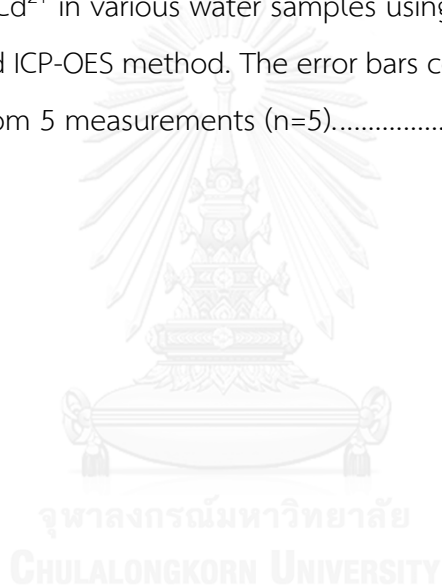 Cd²⁺ in various water samples using
d ICP-OES method. The error bars c
om 5 measurements (n=5)..................
จุฬาลงกรณ์มหาวิทยาลัย
CHULALONGKORN UNIVERSITY